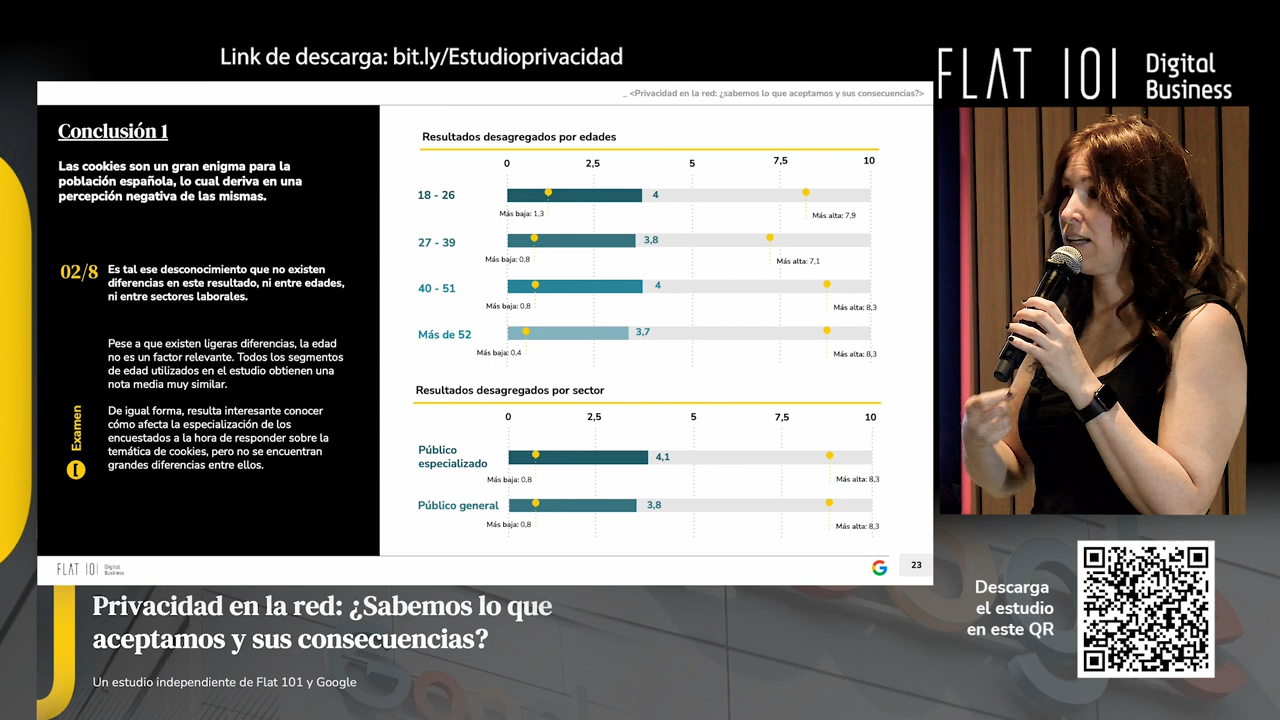 Link de descarga: bit.ly/Estudioprivacidad
FLAT 101 Digital
Business
_ <Privacidad en la red: ¿sabemos lo que aceptamos y sus consecuencias?>
Conclusión 1
Las cookies son un gran enigma para la
población española, lo cual deriva en una
percepción negativa de las mismas.
02/8
Es tal ese desconocimiento que no existen
diferencias en este resultado, ni entre edades,
ni entre sectores laborales.
Pese a que existen ligeras diferencias, la edad
no es un factor relevante. Todos los segmentos
de edad utilizados en el estudio obtienen una
nota media muy similar.
Examen
De igual forma, resulta interesante conocer
cómo afecta la especialización de los
encuestados a la hora de responder sobre la
temática de cookies, pero no se encuentran
grandes diferencias entre ellos.
Resultados desagregados por edades
0 2,5 5 7,5 10
18 - 26 4
Más baja: 1,3 Más alta: 7,9
27 - 39 3,8
Más baja: 0,8 Más alta: 7,1
40 - 51 4
Más baja: 0,8 Más alta: 8,3
Más de 52 3,7
Más baja: 0,4 Más alta: 8,3
Resultados desagregados por sector
0 2,5 5 7,5 10
Público
especializado 4,1
Más baja: 0,8 Más alta: 8,3
Público general 3,8
Más baja: 0,8 Más alta: 8,3
FLAT 101 Digital
Business
G
23
Privacidad en la red: ¿Sabemos lo que
aceptamos y sus consecuencias?
Un estudio independiente de Flat 101 y Google
Descarga
el estudio
en este QR